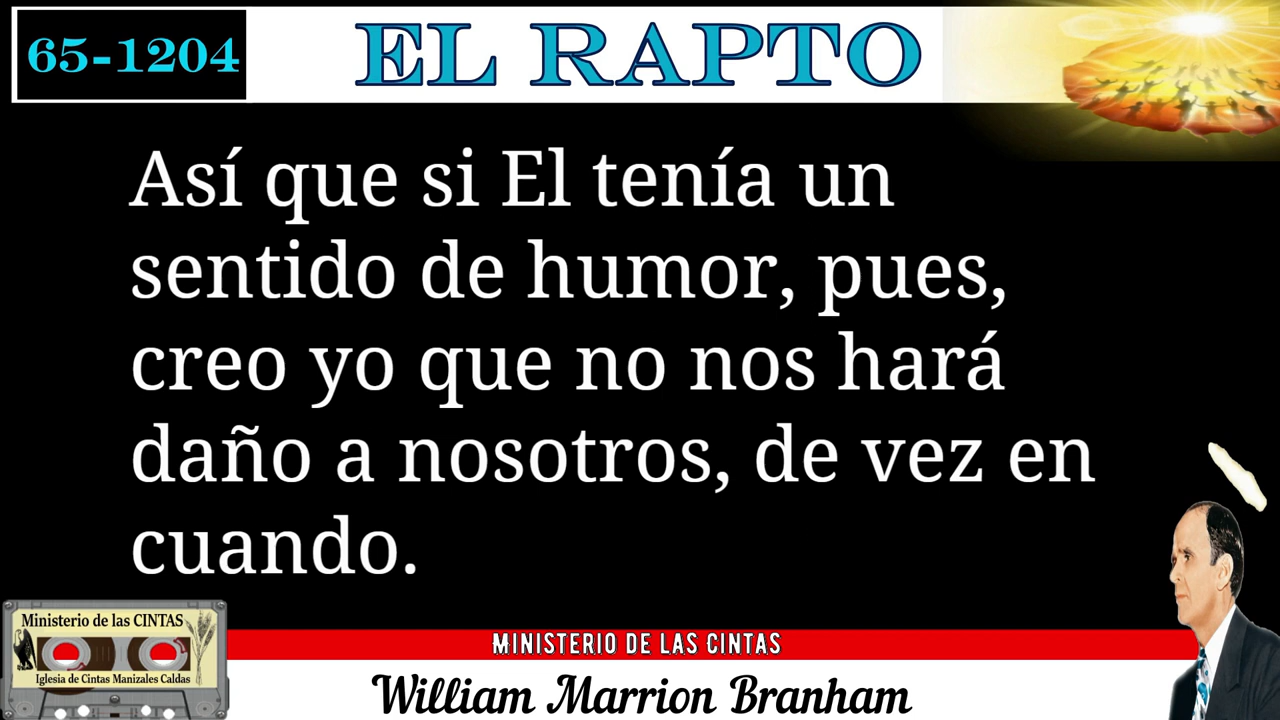 65-1204
EL RAPTO
Así que si El tenía un
sentido de humor, pues,
creo yo que no nos hará
daño a nosotros, de vez en
cuando.
Ministerio de las CINTAS
Iglesia de Cintas Manizales Caldas
MINISTERIO DE LAS CINTAS
William Marrion Branham